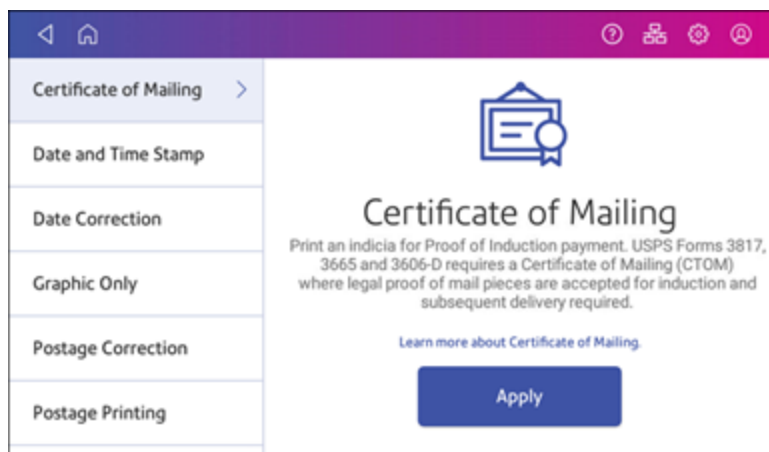 Certificate of Mailing
Date and Time Stamp
Date Correction
Graphic Only
Postage Correction
Postage Printing
Certificate of Mailing
Print an indicia for Proof of Induction payment. USPS Forms 3817,
3665 and 3606-D requires a Certificate of Mailing (CTOM)
where legal proof of mail pieces are accepted for induction and
subsequent delivery required.
Learn more about Certificate of Mailing.
Apply